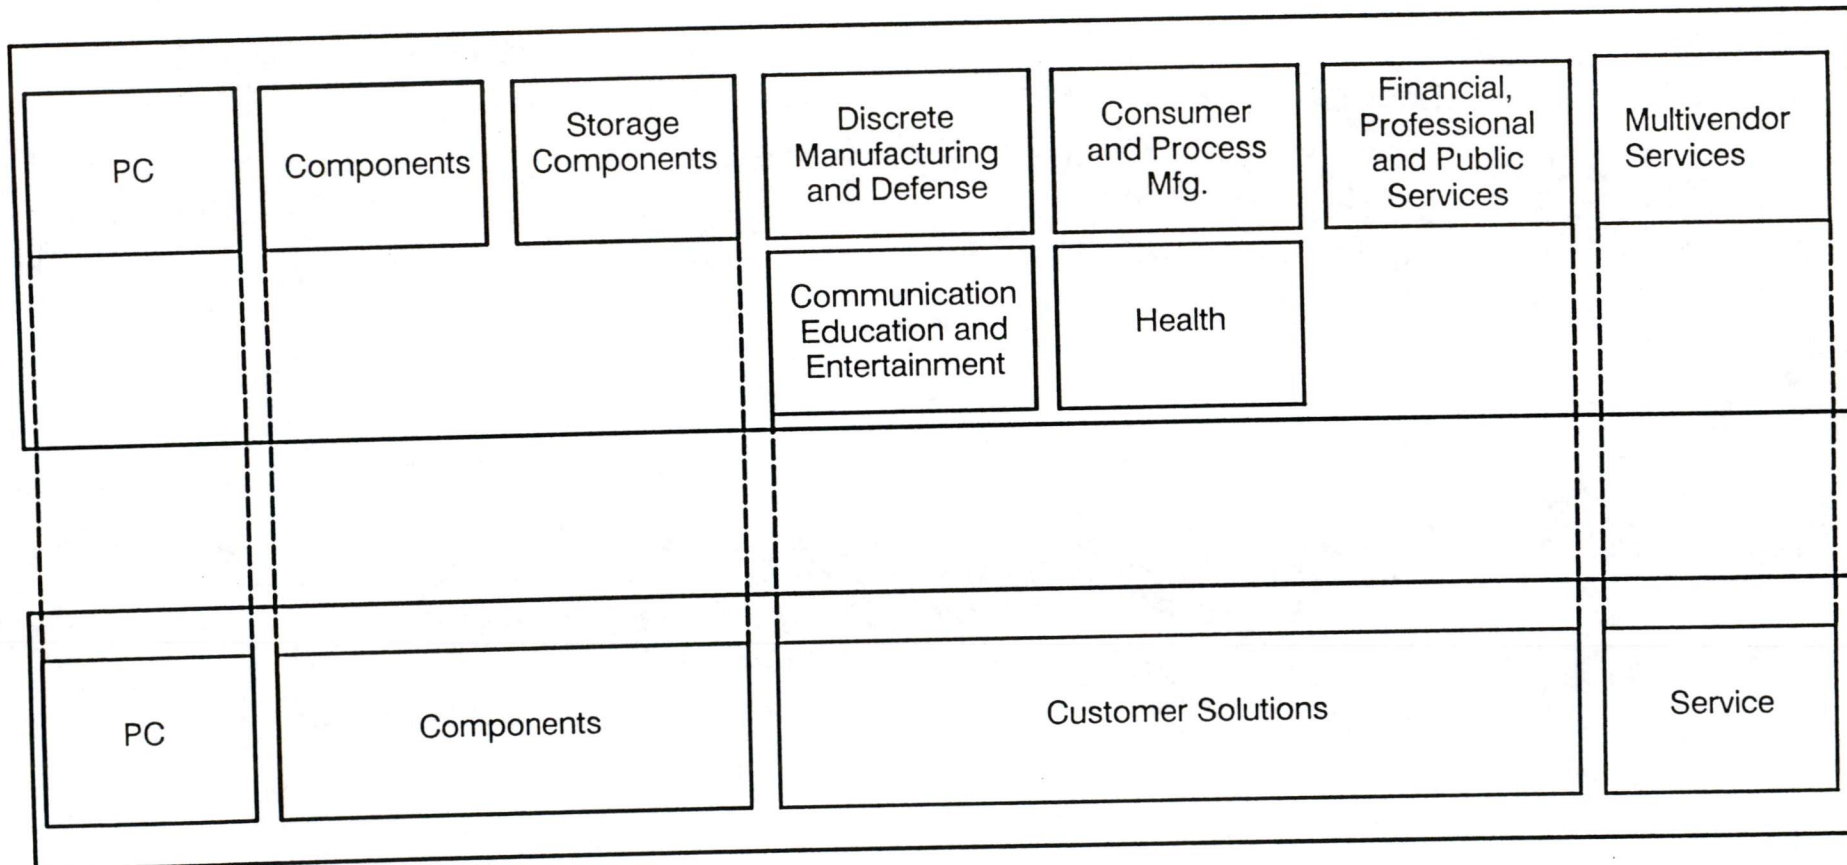 PC
Components
Storage
Components
Discrete
Manufacturing
and Defense
Consumer
and Process
Mfg.
Financial,
Professional
and Public
Services
Multivendor
Services
Communication
Education and
Entertainment
Health
PC
Components
Customer Solutions
Service